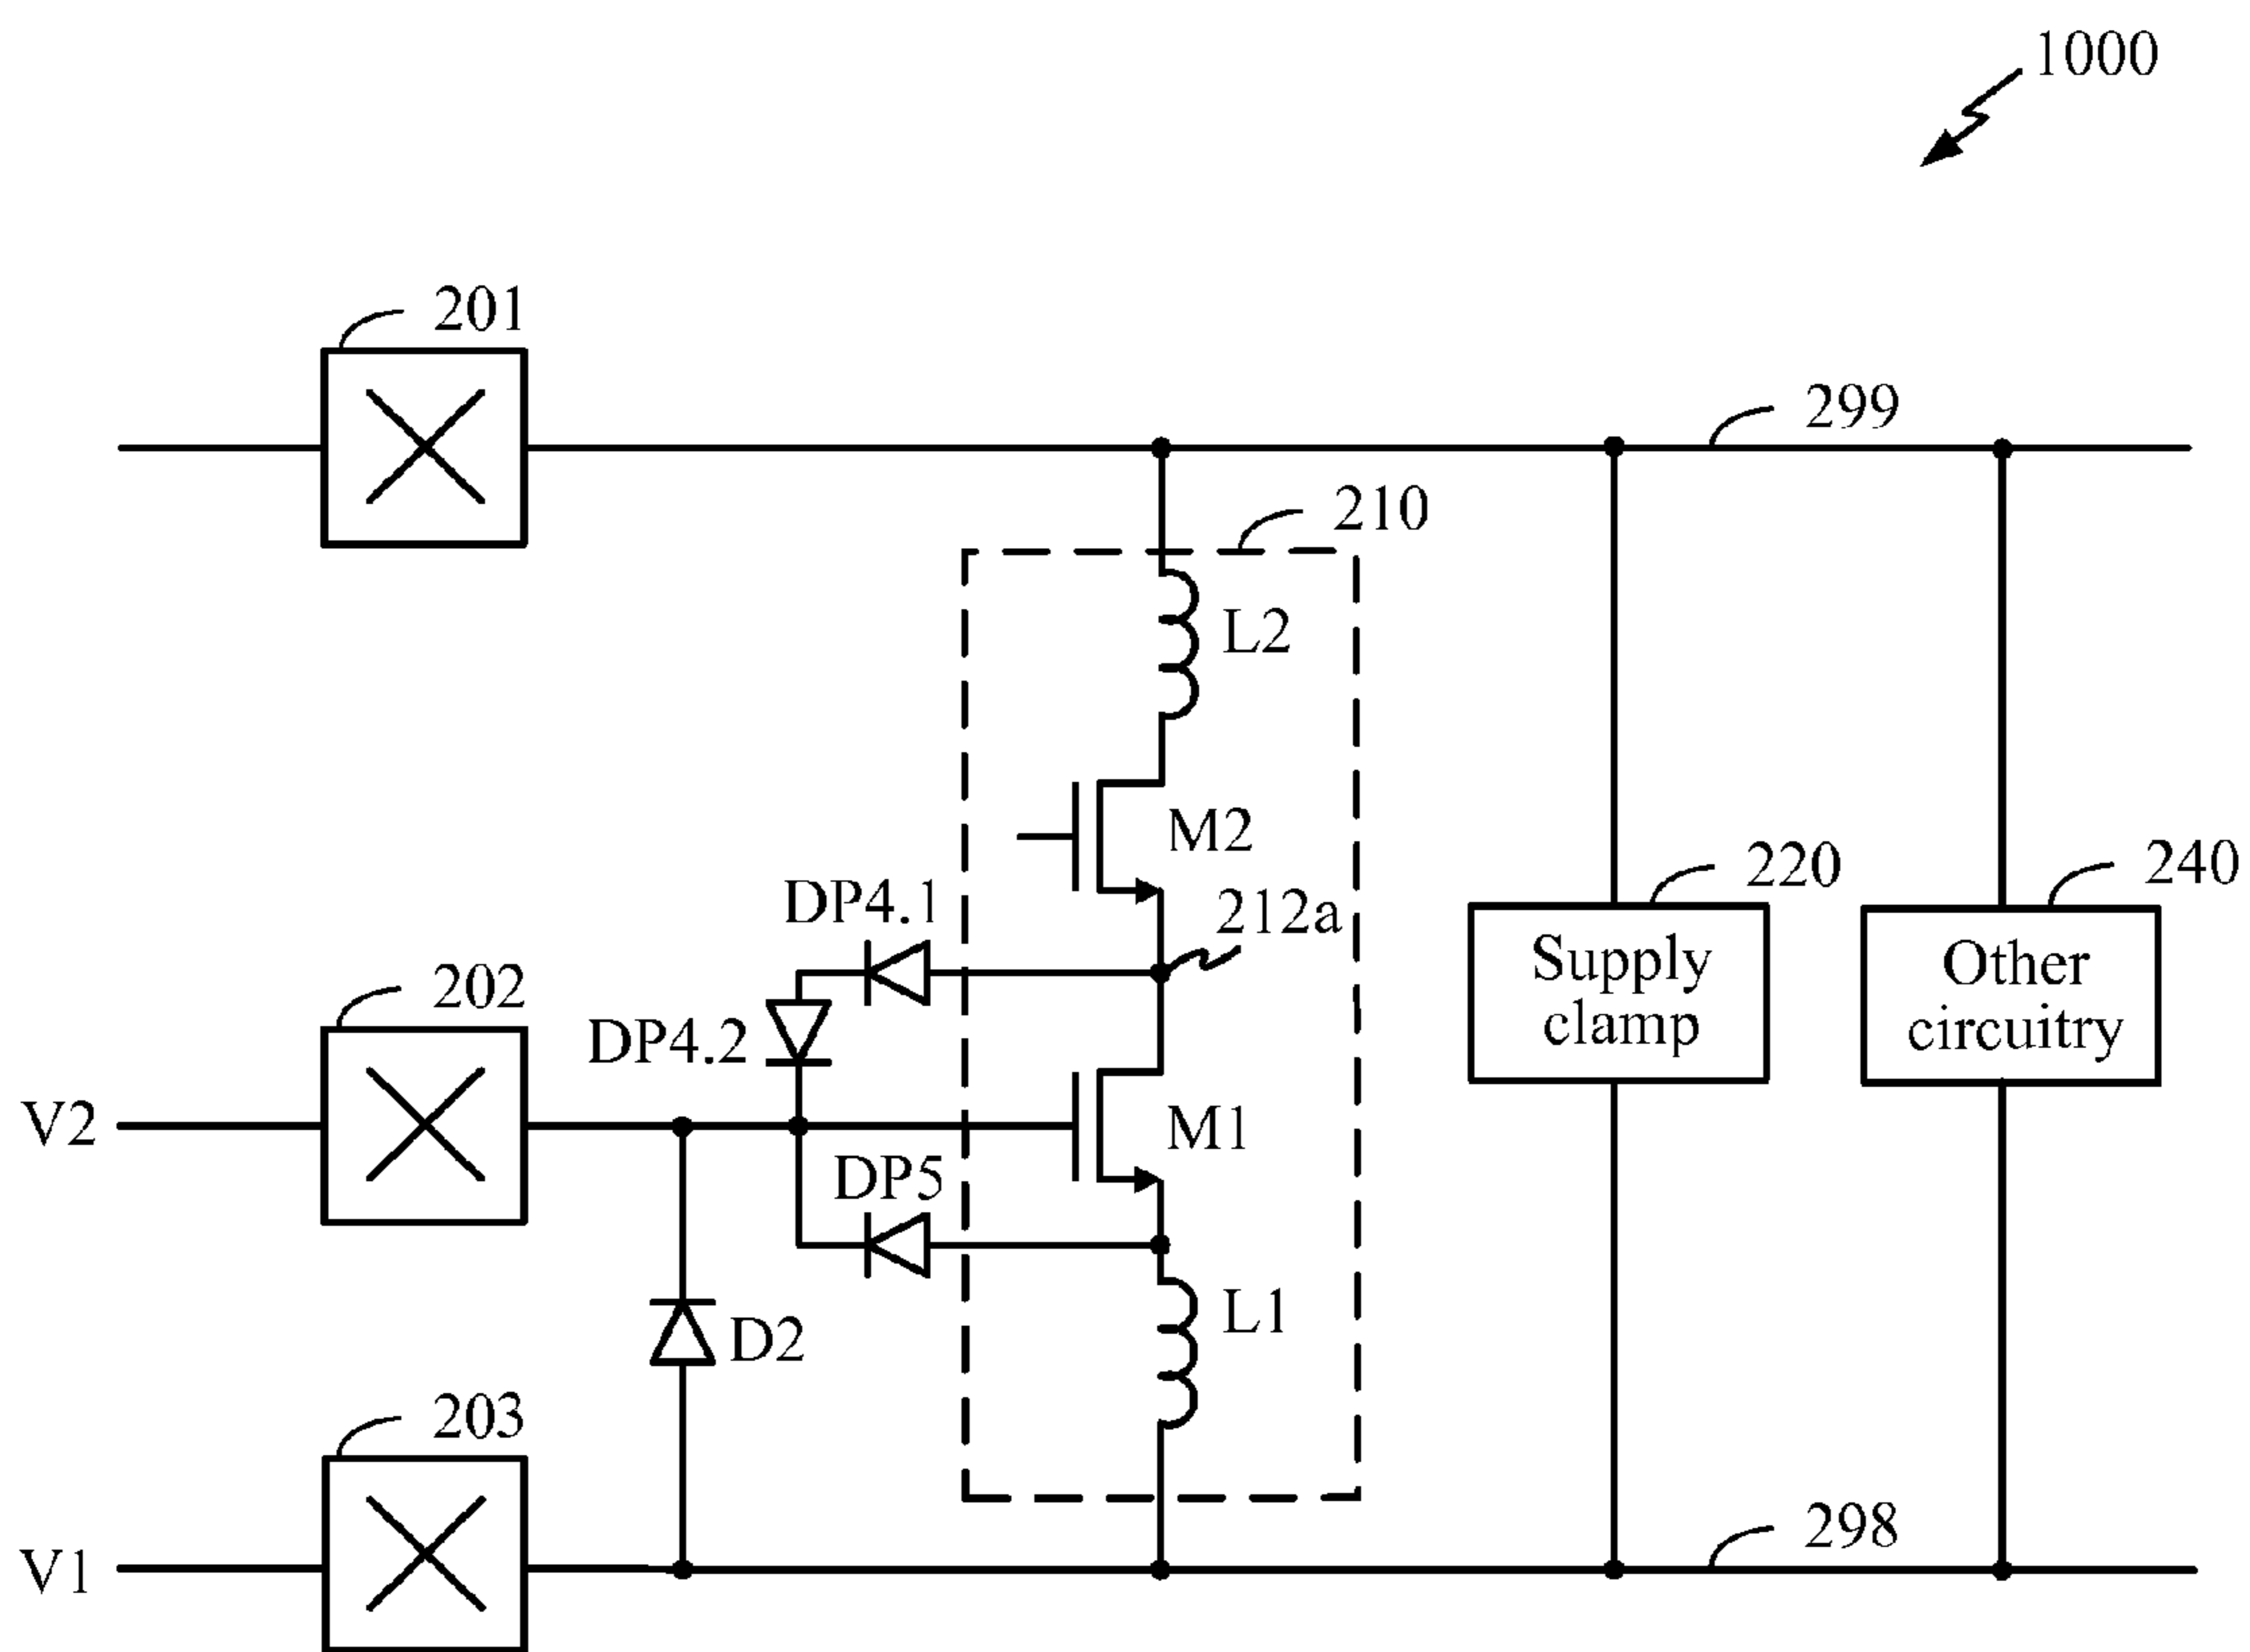 1000
201
299
210
L2
M2
220
240
DP4.1
212a
Supply
clamp
Other
circuitry
202
DP4.2
V2
M1
DP5
L1
D2
203
298
V1